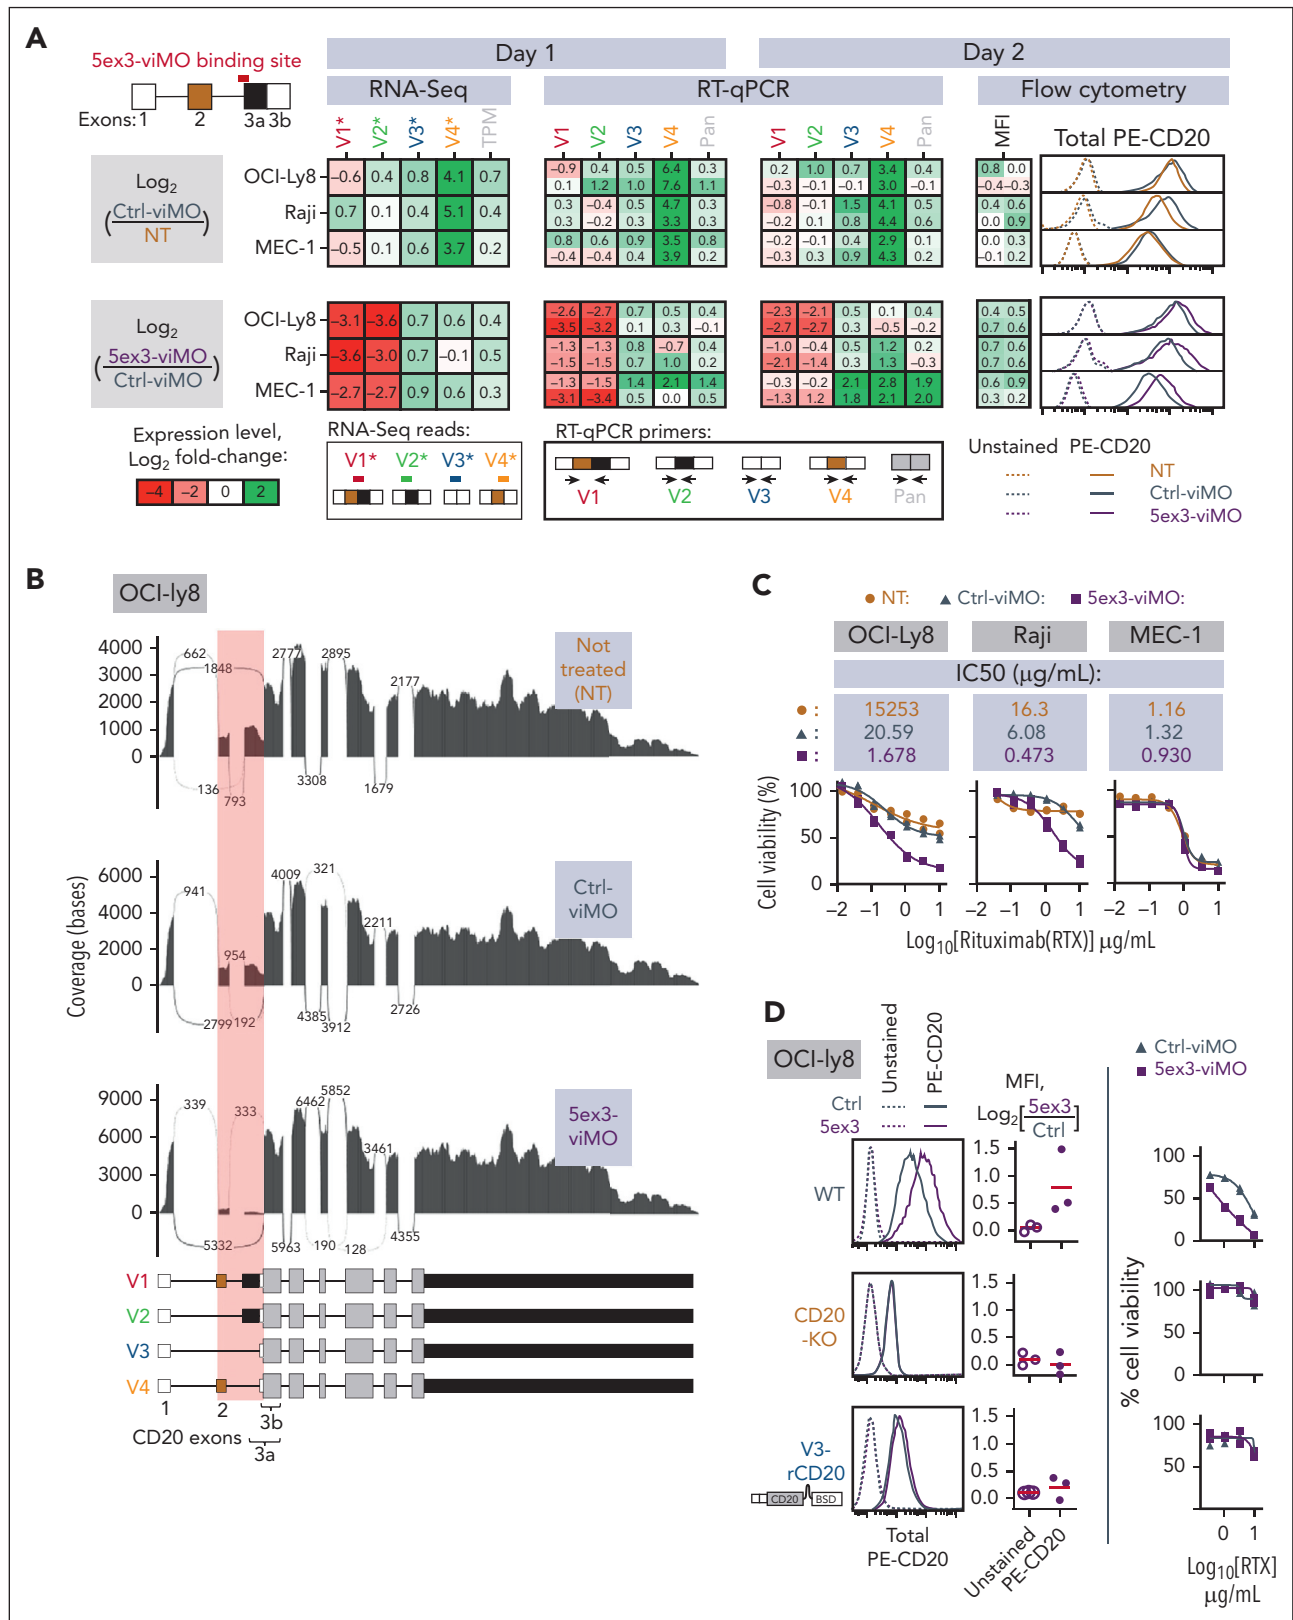 A
5ex3-viMO binding site
Exons: 1 2 3a 3b
Day 1
Day 2
RNA-Seq
RT-qPCR
Flow cytometry
V1* V2* V3* V4* TPM
V1 V2 V3 V4 Pan
V1 V2 V3 V4 Pan
MFI
Total PE-CD20
Log2
(Ctrl-viMO
NT)
OCI-Ly8
−0.6 0.4 0.8 4.1 0.7
−0.9 0.4 0.5 6.4 0.3
0.1 1.2 1.0 7.6 1.1
0.2 1.0 0.7 3.4 −0.2
−0.3 −0.1 −0.1 3.0 −0.1
0.8 0.0
−0.4 −0.3
Raji
0.7 0.1 0.4 5.1 0.4
0.3 −0.4 0.5 4.7 0.3
0.3 −0.2 0.4 3.3 0.3
−0.8 −0.1 1.5 4.1 0.5
−0.2 0.1 0.8 4.4 0.6
0.4 0.6
0.0 0.9
MEC-1
−0.5 0.1 0.6 3.7 0.2
0.8 0.6 0.9 3.5 0.8
−0.4 −0.4 0.4 3.9 0.2
−0.2 −0.1 0.4 2.9 0.1
−0.4 0.3 0.9 4.3 0.2
0.0 0.3
−0.1 0.2
Log2
(5ex3-viMO
Ctrl-viMO)
OCI-Ly8
−3.1 −3.6 0.7 0.6 0.4
−2.6 −2.7 0.7 0.5 0.4
−3.5 −3.2 0.1 0.3 −0.1
−2.3 −2.1 0.5 0.1 0.4
−2.7 −2.7 0.3 −0.5 −0.2
0.4 0.5
0.7 0.6
Raji
−3.6 −3.0 0.7 −0.1 0.5
−1.3 −1.3 0.8 −0.7 0.4
−1.5 −1.5 0.7 1.0 0.2
−1.0 −0.4 0.5 1.2 0.2
−2.1 −1.4 0.7 1.3 −0.3
0.7 0.6
0.7 0.6
MEC-1
−2.7 −2.7 0.9 0.6 0.3
−1.3 −1.5 1.4 2.1 1.4
−3.1 −3.4 0.5 0.0 0.5
−0.3 −0.2 2.1 2.8 1.9
−1.3 1.2 1.8 2.1 2.0
0.6 0.9
0.3 0.2
Expression level,
Log2 fold-change:
−4 −2 0 2
RNA-Seq reads:
V1* V2* V3* V4*
RT-qPCR primers:
V1 V2 V3 V4 Pan
Unstained PE-CD20
NT
Ctrl-viMO
5ex3-viMO
B
OCI-ly8
Coverage (bases)
4000
3000
2000
1000
0
662 1848 2777 2895 2177
136 793 3308 1679
Not
treated
(NT)
6000
4000
2000
0
941 954 4009 321 2211
2799 192 4385 3912 2726
Ctrl-
viMO
9000
6000
3000
0
339 333 6462 5852 3461
5332 5963 190 128 4355
5ex3-
viMO
V1
V2
V3
V4
1 2 3b
CD20 exons 3a
C
NT: Ctrl-viMO: 5ex3-viMO:
OCI-Ly8 Raji MEC-1
IC50 (µg/mL):
: 15253 16.3 1.16
: 20.59 6.08 1.32
: 1.678 0.473 0.930
Cell viability (%)
100
50
0
−2 −1 0 1 −2 −1 0 1 −2 −1 0 1
Log10[Rituximab(RTX)] µg/mL
D
OCI-ly8
Unstained
PE-CD20
Ctrl
5ex3
MFI,
Log2[5ex3
Ctrl]
Ctrl-viMO
5ex3-viMO
WT
1.5
1.0
0.5
0.0
100
50
0
CD20
-KO
1.5
1.0
0.5
0.0
100
50
0
V3-
rCD20
CD20 BSD
1.5
1.0
0.5
0.0
100
50
% cell viability
Total
PE-CD20
Unstained
PE-CD20
0 1
Log10[RTX]
µg/mL